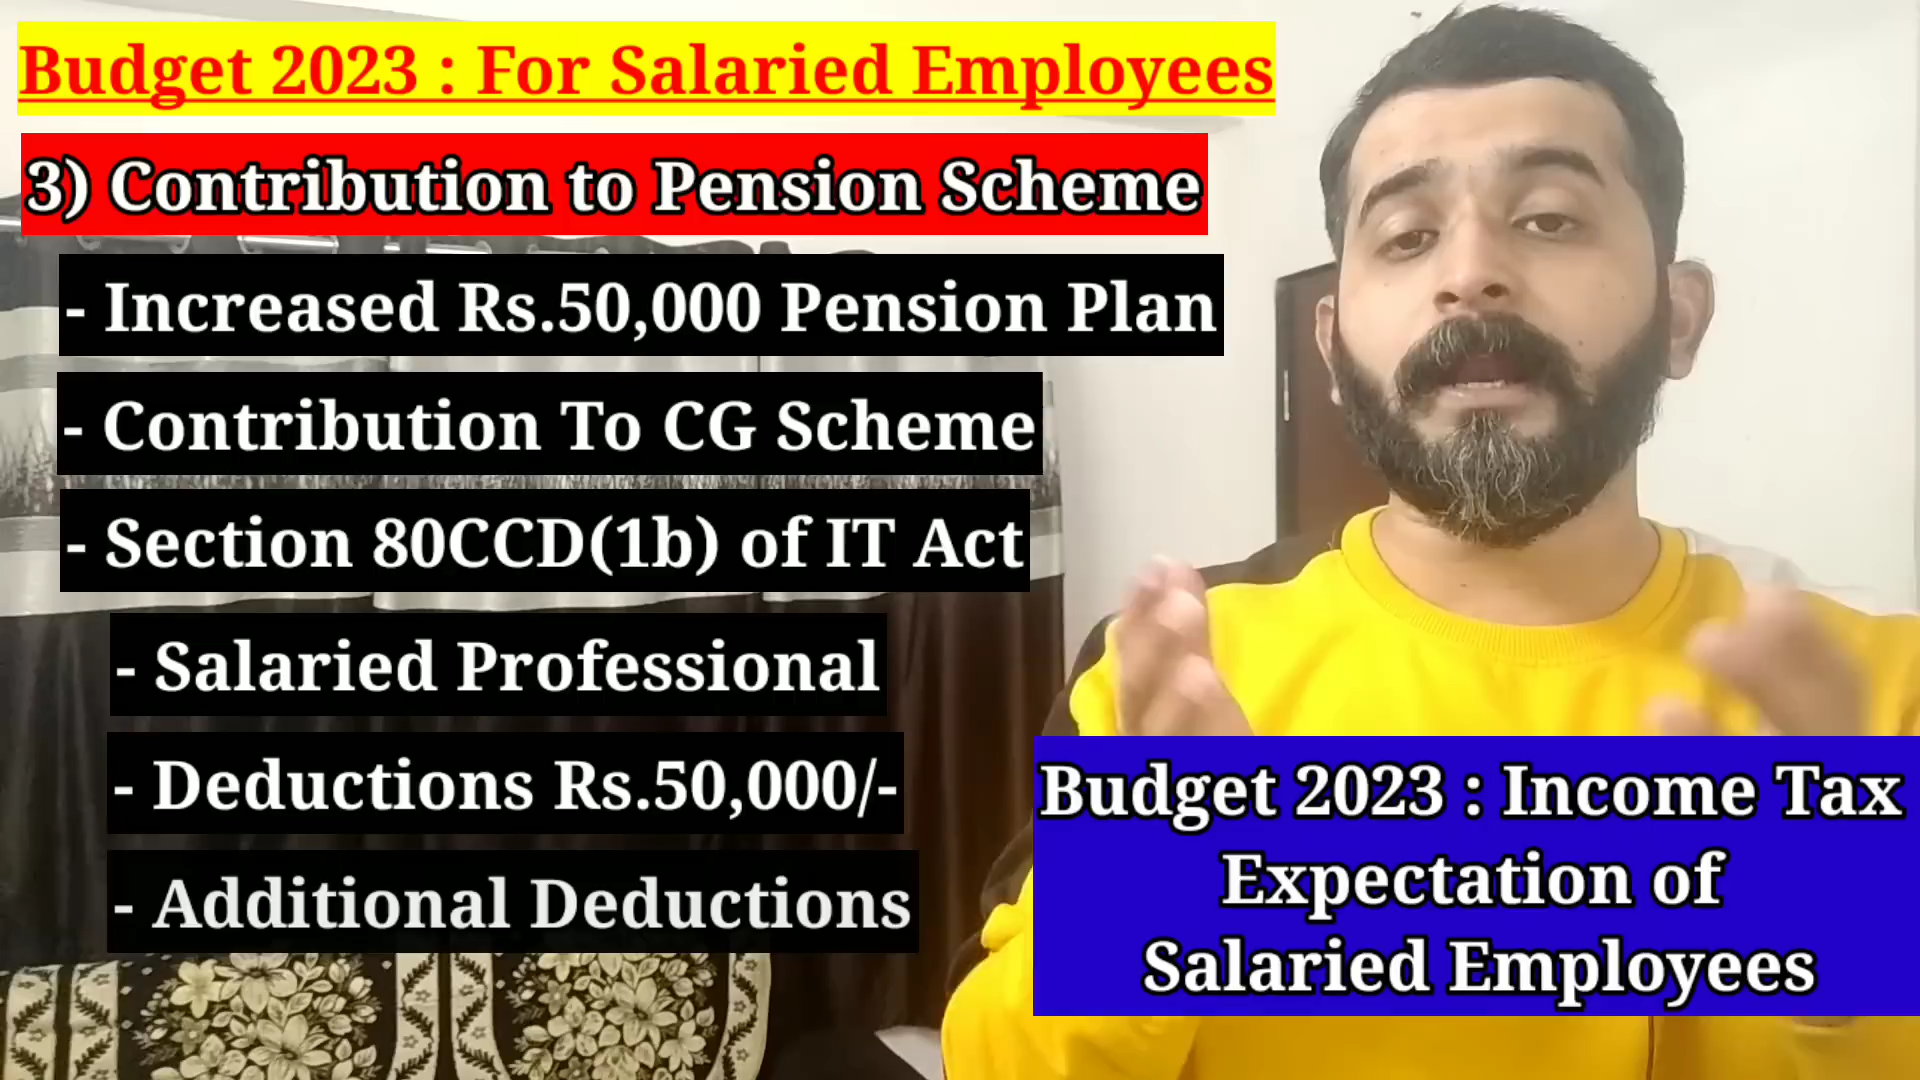 Budget 2023 : For Salaried Employees
3) Contribution to Pension Scheme
- Increased Rs.50,000 Pension Plan
- Contribution To CG Scheme
- Section 80CCD(1b) of IT Act
- Salaried Professional
- Deductions Rs.50,000/-
- Additional Deductions
Budget 2023 : Income Tax
Expectation of
Salaried Employees